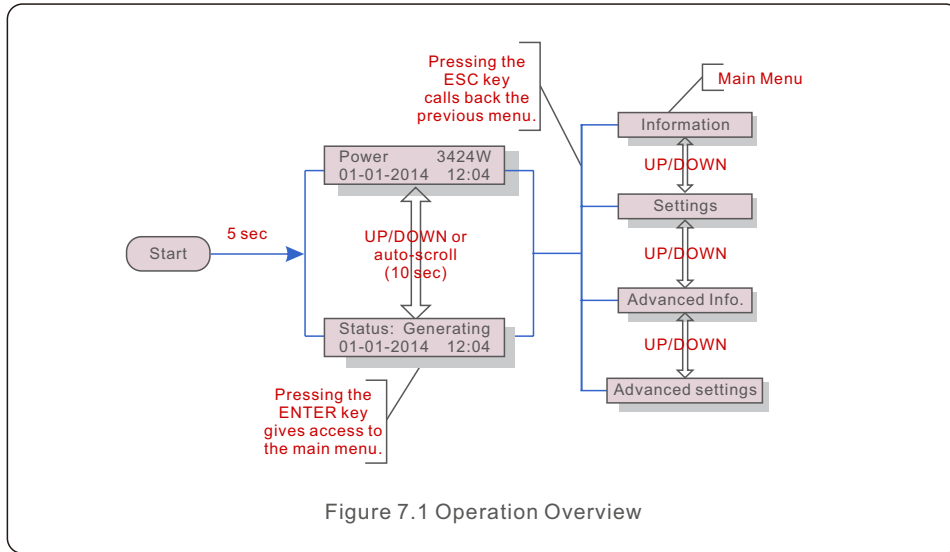 Pressing the
ESC key
calls back the
previous menu.
Main Menu
Information
UP/DOWN
Settings
UP/DOWN
Advanced Info.
UP/DOWN
Advanced settings
Power 3424W
01-01-2014 12:04
Start
5 sec
UP/DOWN or
auto-scroll
(10 sec)
Status: Generating
01-01-2014 12:04
Pressing the
ENTER key
gives access to
the main menu.
Figure 7.1 Operation Overview